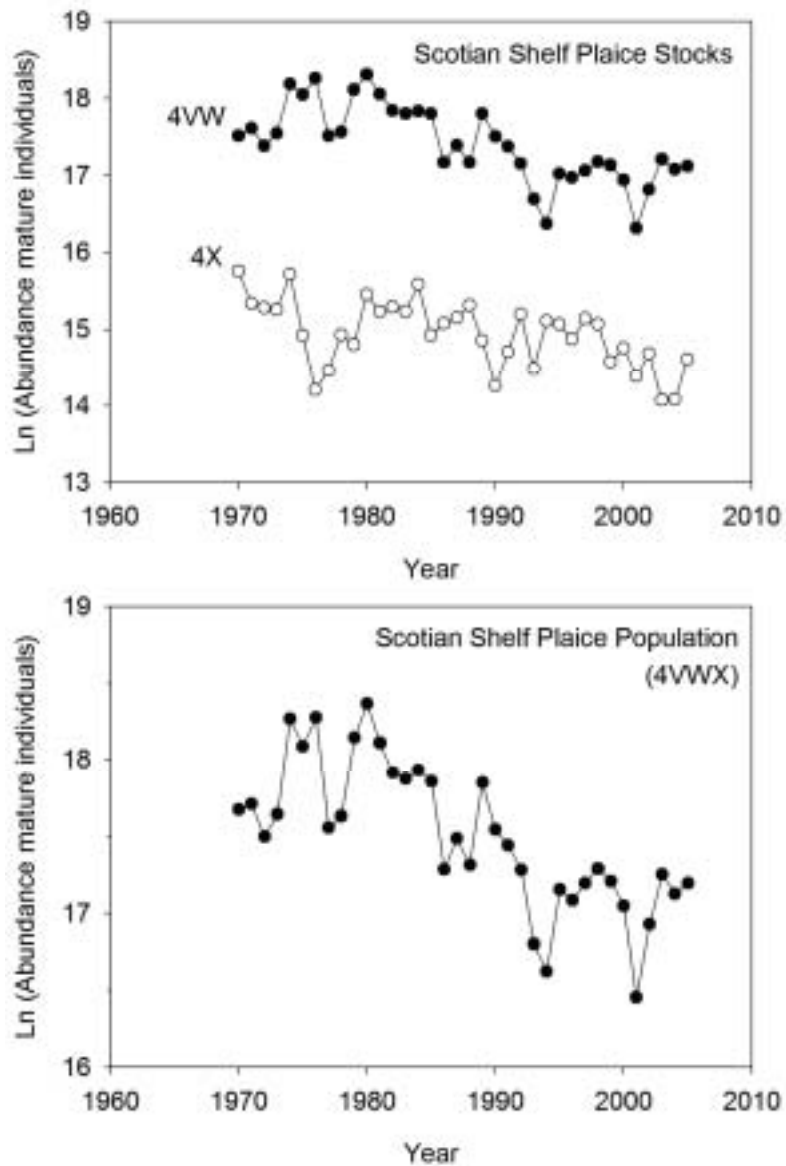 Scotian Shelf Plaice Stocks
Ln (Abundance mature individuals)
19
18
17
16
15
14
13
4VW
4X
1960
1970
1980
1990
2000
2010
Year
Scotian Shelf Plaice Population
(4VWX)
Ln (Abundance mature individuals)
19
18
17
16
1960
1970
1980
1990
2000
2010
Year